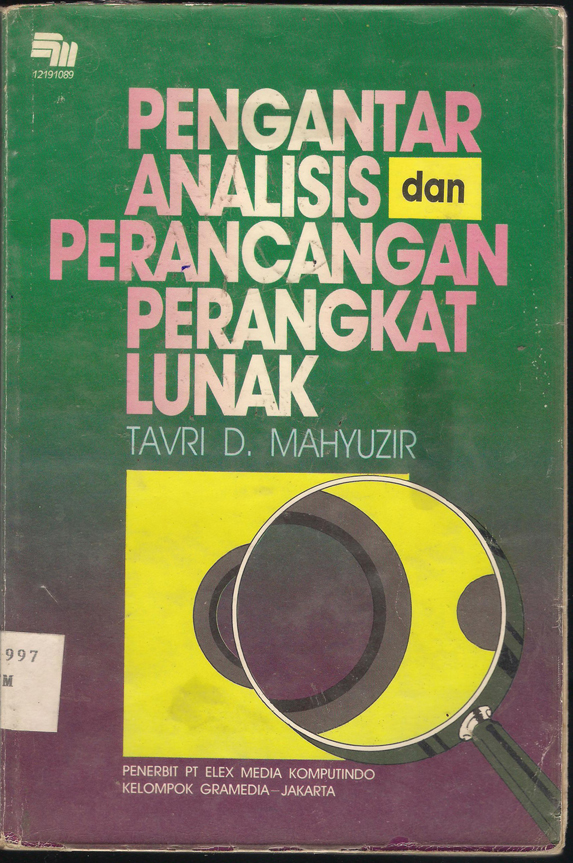 12191089
PENGANTAR
ANALISIS dan
PERANCANGAN
PERANGKAT
LUNAK
TAVRI D. MAHYUZIR
997
M
PENERBIT PT ELEX MEDIA KOMPUTINDO
KELOMPOK GRAMEDIA–JAKARTA